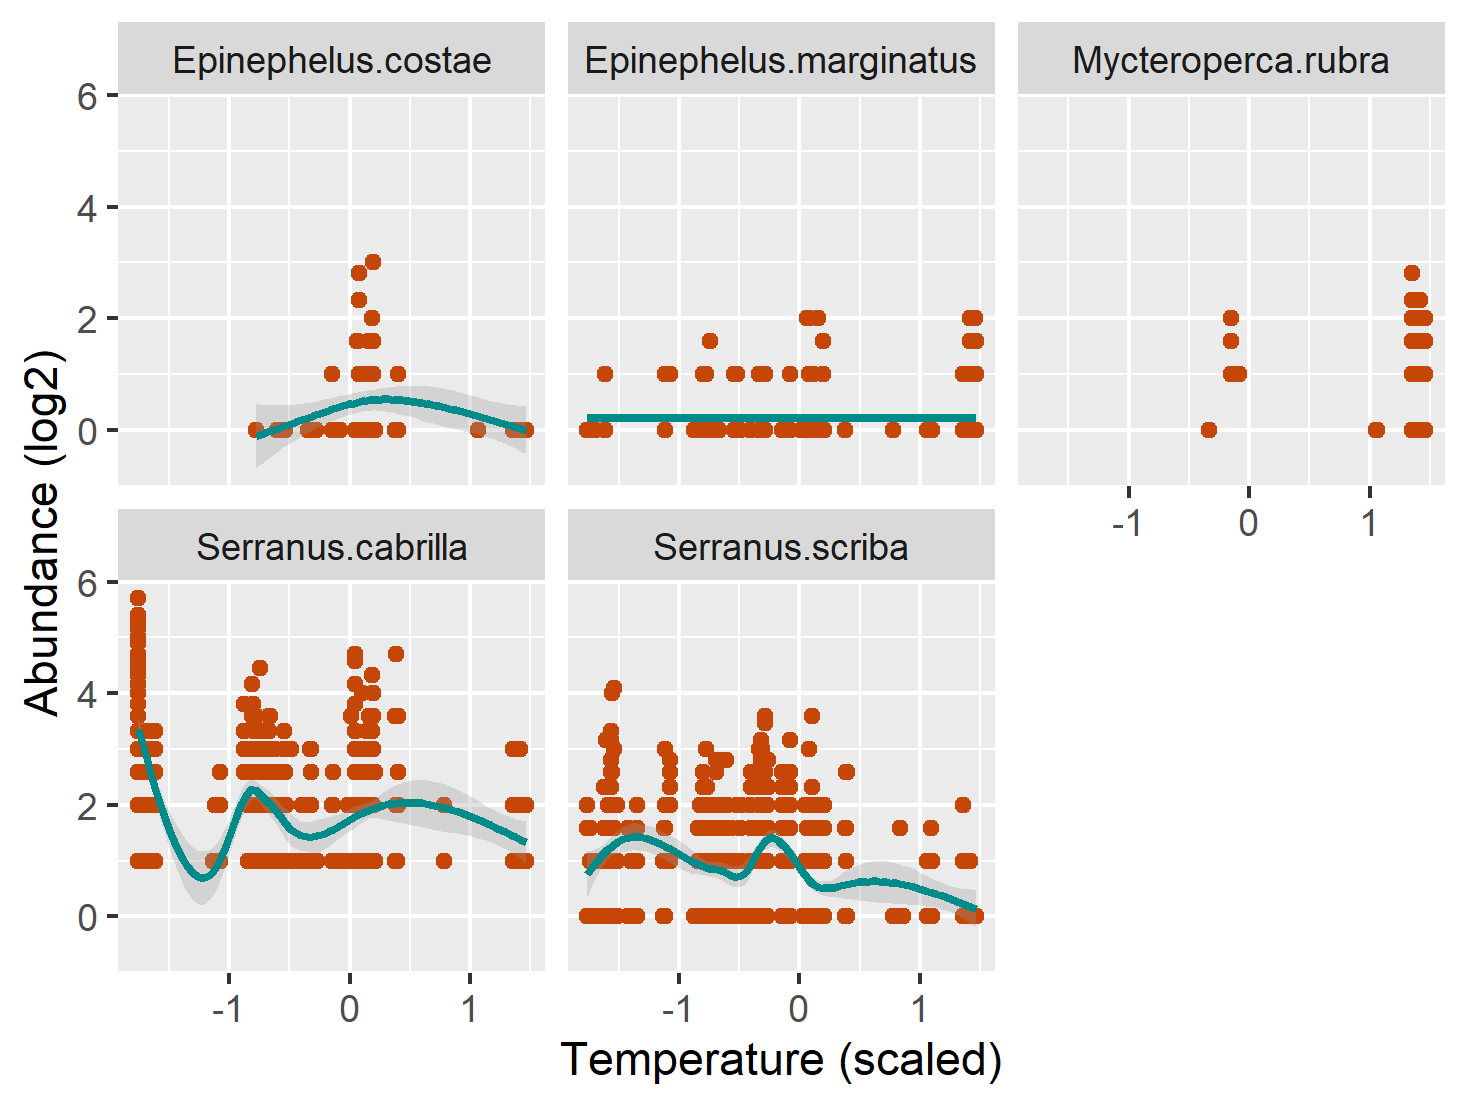 Epinephelus.costae Epinephelus.marginatus Mycteroperca.rubra
6
4
2
0
-1 0 1
Serranus.cabrilla Serranus.scriba
6
4
2
0
-1 0 1 -1 0 1
Abundance (log2)
Temperature (scaled)